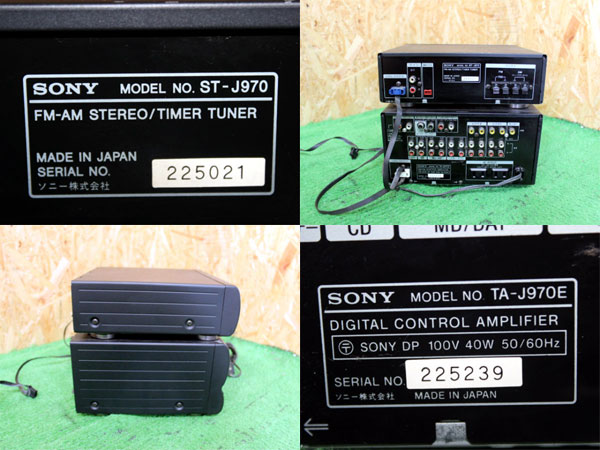 SONY MODEL NO. ST-J970
FM-AM STEREO/TIMER TUNER
MADE IN JAPAN
SERIAL NO. 225021
ソニー株式会社
SONY
SONY
CD MD/DAT
SONY MODEL NO. TA-J970E
DIGITAL CONTROL AMPLIFIER
〒 SONY DP 100V 40W 50/60Hz
SERIAL NO. 225239
ソニー株式会社 MADE IN JAPAN